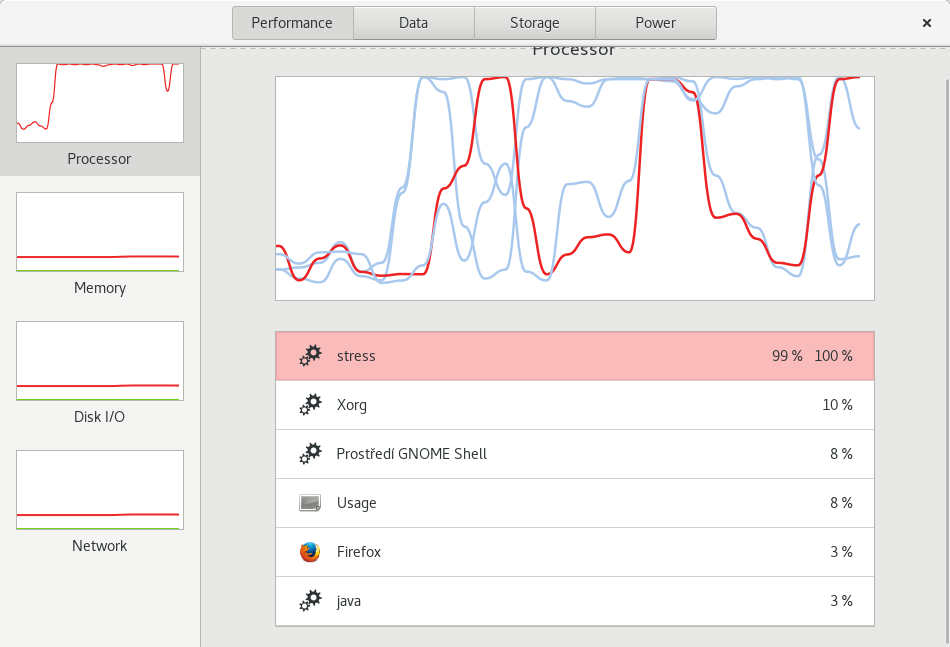 Performance
Data
Storage
Power
Processor
Memory
Disk I/O
Network
Processor
stress 99 % 100 %
Xorg 10 %
Prostředí GNOME Shell 8 %
Usage 8 %
Firefox 3 %
java 3 %